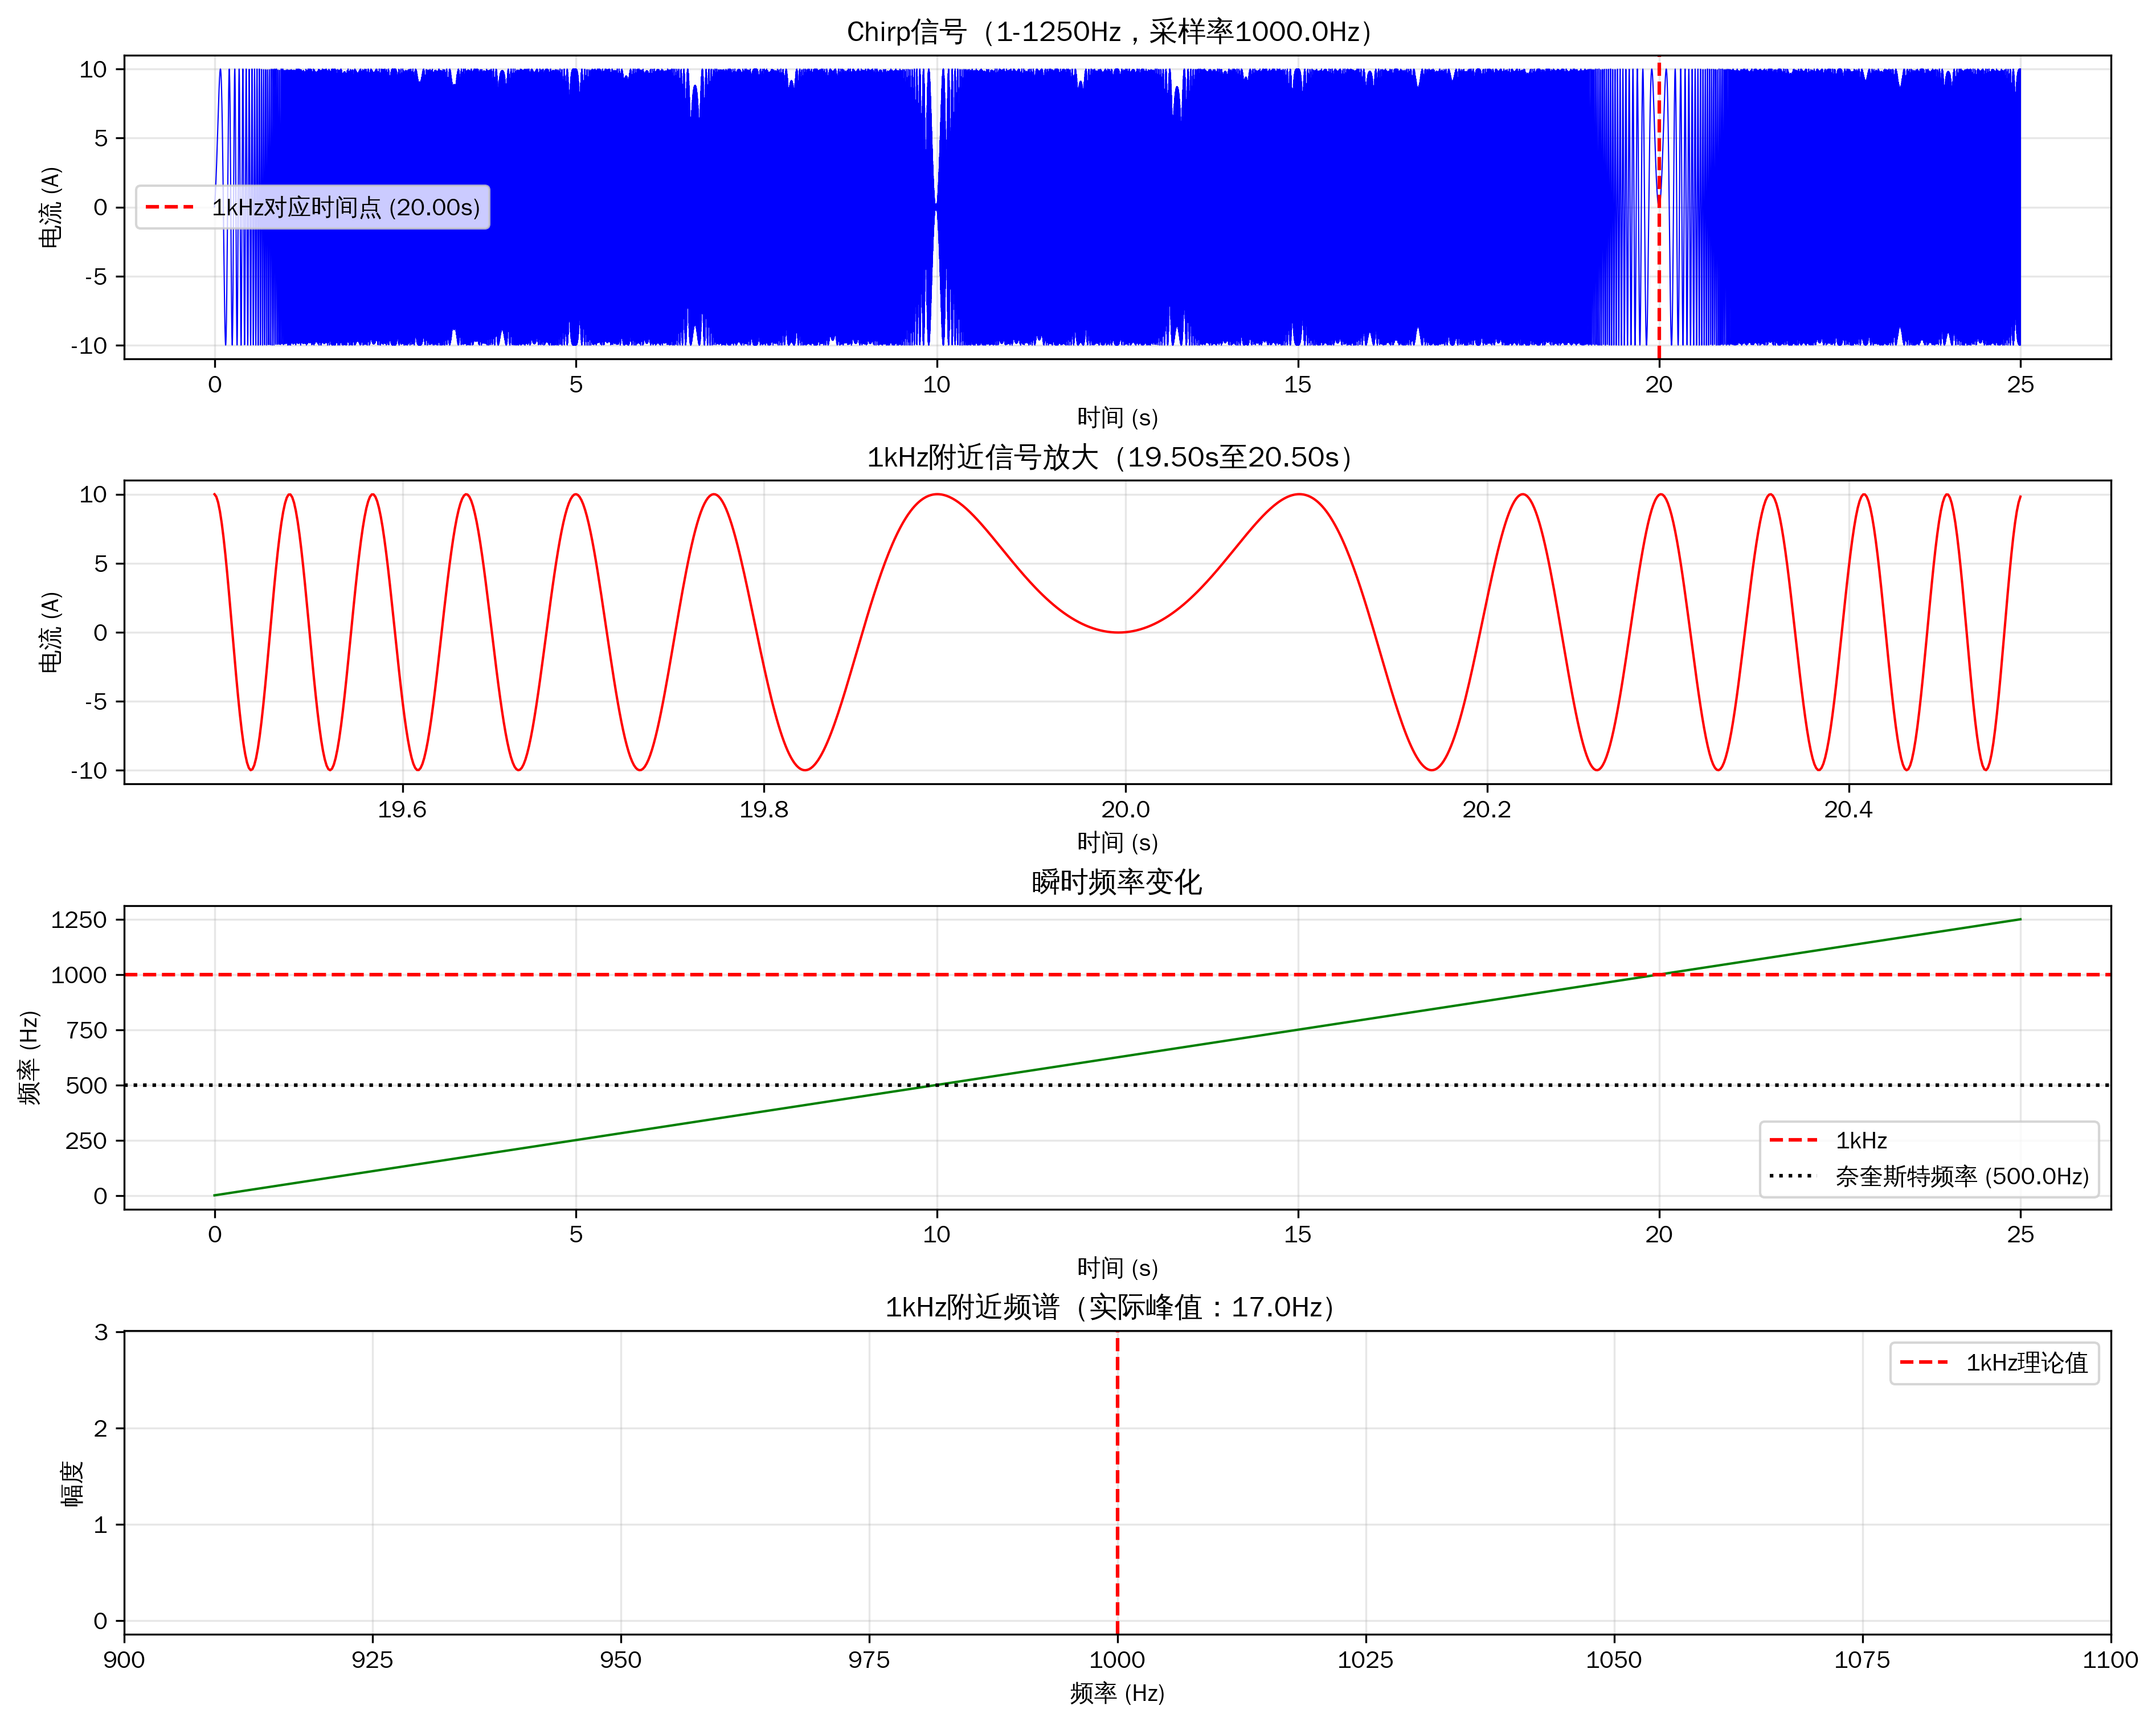 Chirp信号（1-1250Hz，采样率1000.0Hz）
10
5
0
-5
-10
电流 (A)
1kHz对应时间点 (20.00s)
0 5 10 15 20 25
时间 (s)
1kHz附近信号放大（19.50s至20.50s）
10
5
0
-5
-10
电流 (A)
19.6 19.8 20.0 20.2 20.4
时间 (s)
瞬时频率变化
1250
1000
750
500
250
0
频率 (Hz)
1kHz
奈奎斯特频率 (500.0Hz)
0 5 10 15 20 25
时间 (s)
1kHz附近频谱（实际峰值：17.0Hz）
3
2
1
0
幅度
1kHz理论值
900 925 950 975 1000 1025 1050 1075 1100
频率 (Hz)